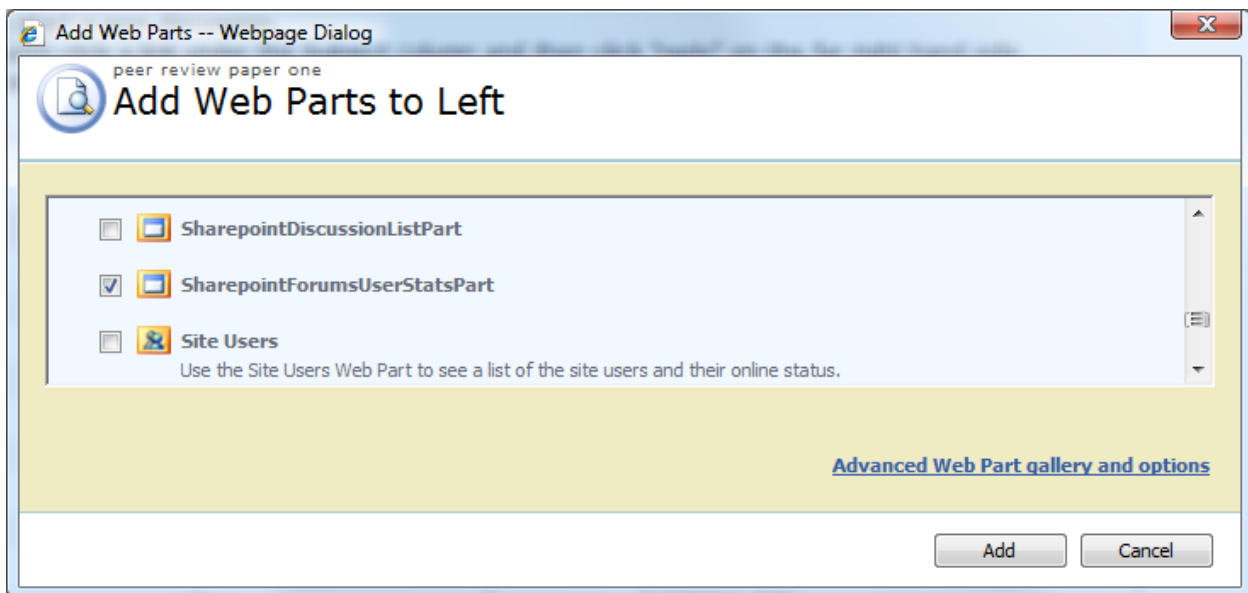 Add Web Parts -- Webpage Dialog
peer review paper one
Add Web Parts to Left
SharepointDiscussionListPart
SharepointForumsUserStatsPart
Site Users
Use the Site Users Web Part to see a list of the site users and their online status.
Advanced Web Part gallery and options
Add
Cancel